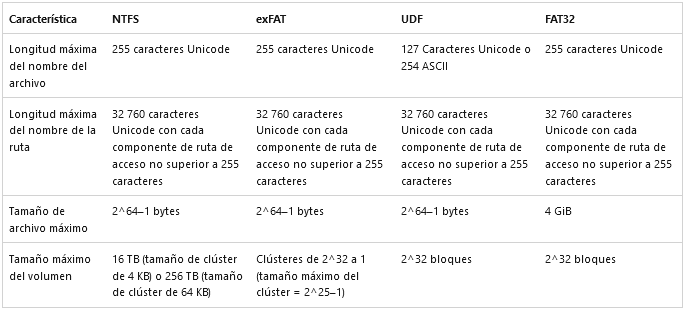 Característica NTFS exFAT UDF FAT32
Longitud máxima
del nombre del
archivo
255 caracteres Unicode
255 caracteres Unicode
127 Caracteres Unicode o
254 ASCII
255 caracteres Unicode
Longitud máxima
del nombre de la
ruta
32 760 caracteres
Unicode con cada
componente de ruta de
acceso no superior a 255
caracteres
32 760 caracteres
Unicode con cada
componente de ruta de
acceso no superior a 255
caracteres
32 760 caracteres
Unicode con cada
componente de ruta de
acceso no superior a 255
caracteres
32 760 caracteres
Unicode con cada
componente de ruta de
acceso no superior a 255
caracteres
Tamaño de
archivo máximo
2^64–1 bytes
2^64–1 bytes
2^64–1 bytes
4 GiB
Tamaño máximo
del volumen
16 TB (tamaño de clúster
de 4 KB) o 256 TB (tamaño
de clúster de 64 KB)
Clústeres de 2^32 a 1
(tamaño máximo del
clúster = 2^25–1)
2^32 bloques
2^32 bloques